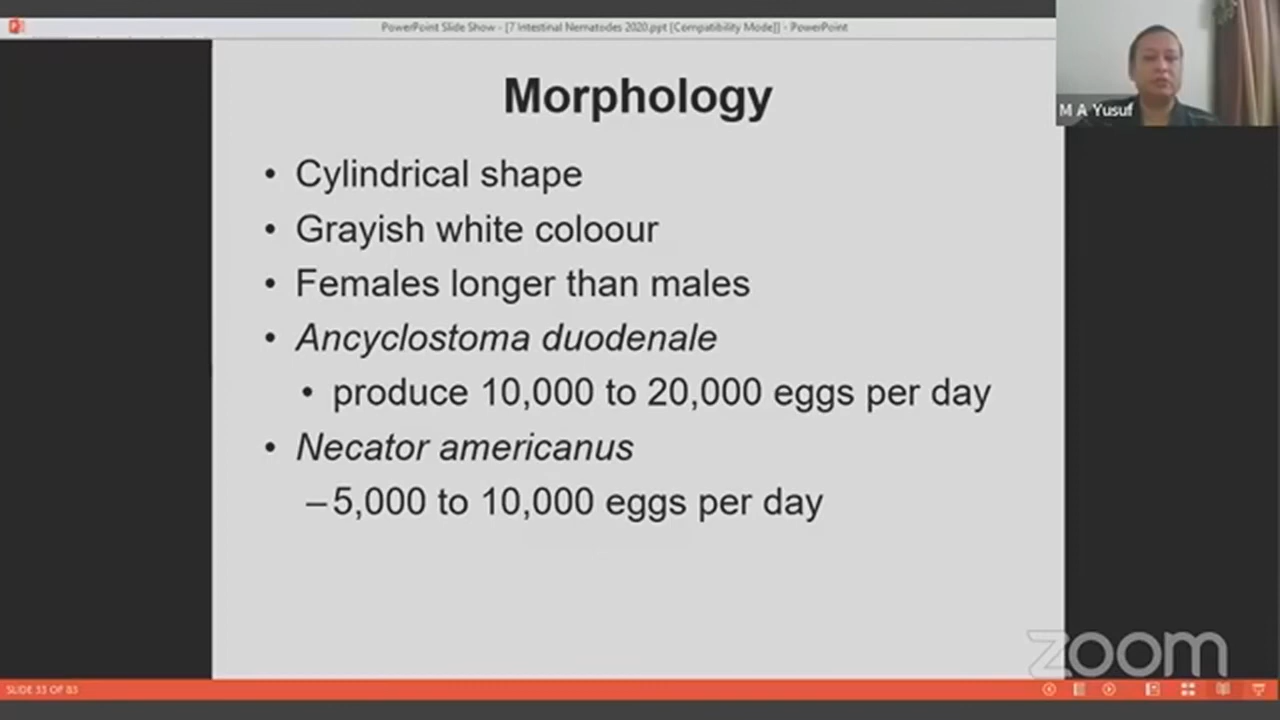 PowerPoint Slide Show - [7 Intestinal Nematodes 2020.ppt [Compatibility Mode]] - PowerPoint
M A Yusuf
Morphology
• Cylindrical shape
• Grayish white coloour
• Females longer than males
• Ancyclostoma duodenale
• produce 10,000 to 20,000 eggs per day
• Necator americanus
–5,000 to 10,000 eggs per day
zoom
SLIDE 33 OF 83